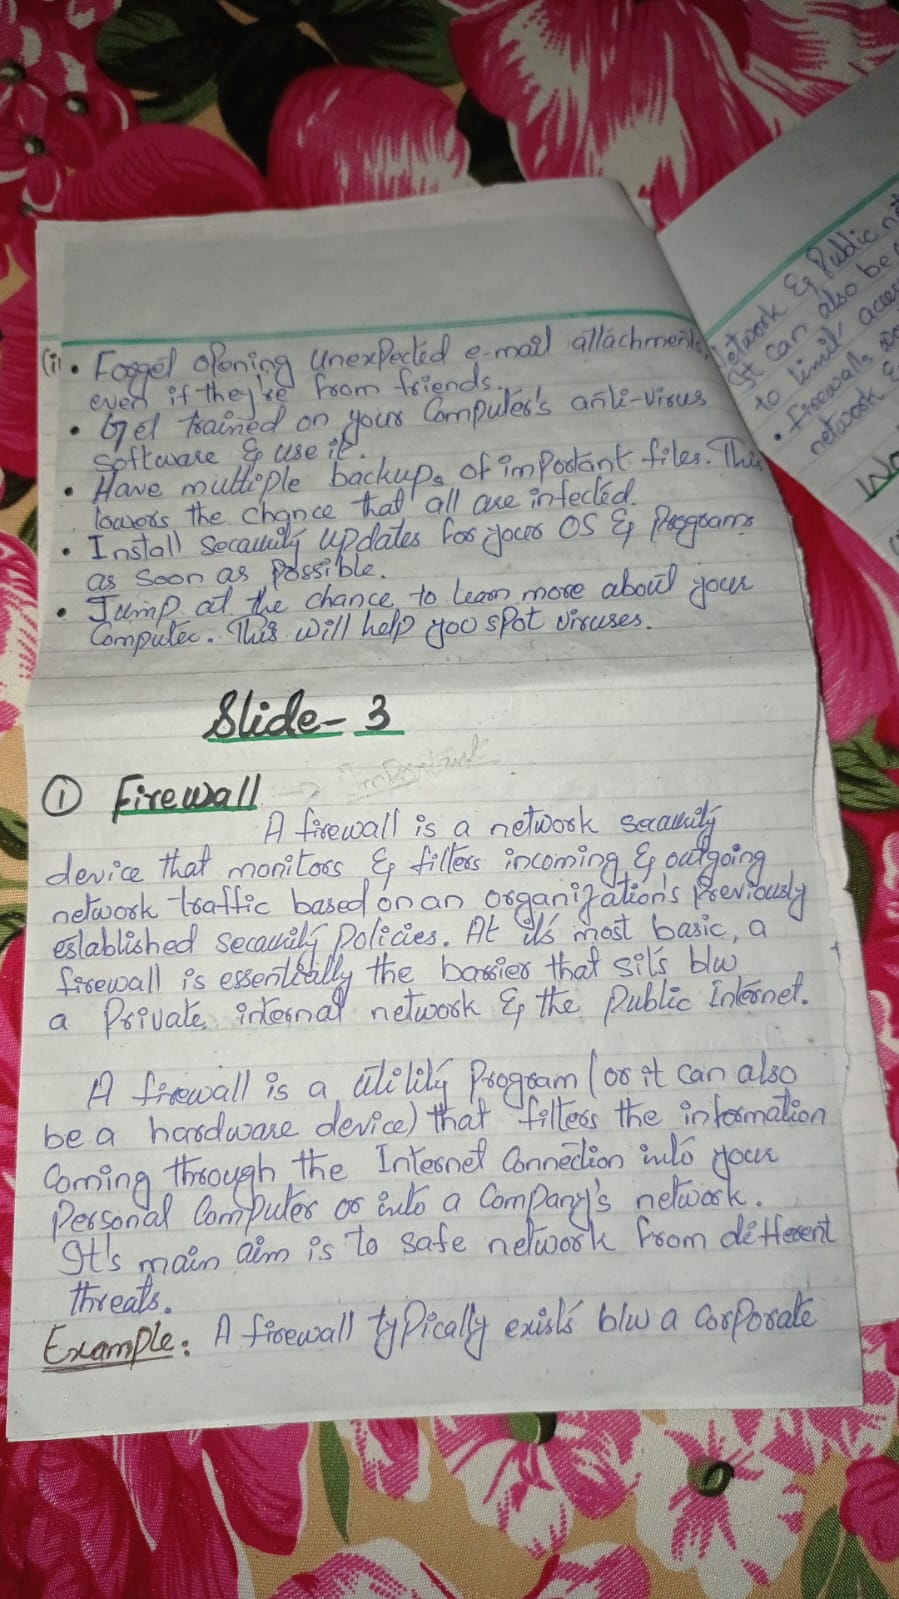 (i) • Forget opening unexpected e-mail attachments,
even if they're from friends.
• Get trained on your Computer's anti-virus
software & use it.
• Have multiple backups of important files. This
lowers the chance that all are infected.
• Install Security updates for your OS & Programs
as soon as Possible.
• Jump at the chance to learn more about your
Computer. This will help you spot viruses.
Slide-3
① Firewall → Important
A firewall is a network security
device that monitors & filters incoming & outgoing
network traffic based on an organization's Previously
established security Policies. At it's most basic, a
firewall is essentially the barrier that sits b/w
a Private internal network & the Public Internet.
A firewall is a utility Program (or it can also
be a hardware device) that filters the information
Coming through the Internet Connection into your
Personal Computer or into a Company's network.
It's main aim is to safe network from different
threats.
Example: A firewall typically exists b/w a Corporate
Network & Public
It can also be
to limit
• Firewalls
network